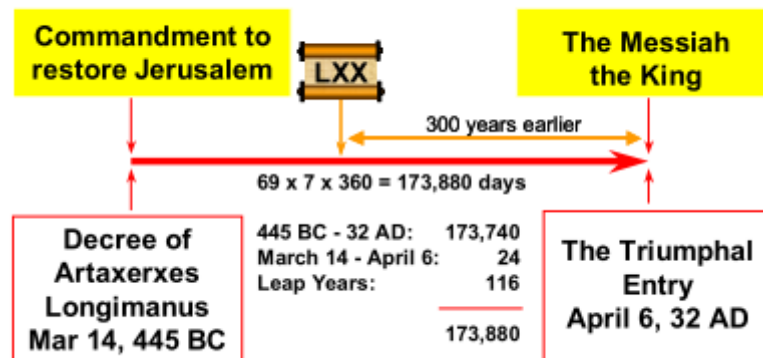 Commandment to
restore Jerusalem
LXX
The Messiah
the King
300 years earlier
69 x 7 x 360 = 173,880 days
Decree of
Artaxerxes
Longimanus
Mar 14, 445 BC
445 BC - 32 AD: 173,740
March 14 - April 6: 24
Leap Years: 116
173,880
The Triumphal
Entry
April 6, 32 AD